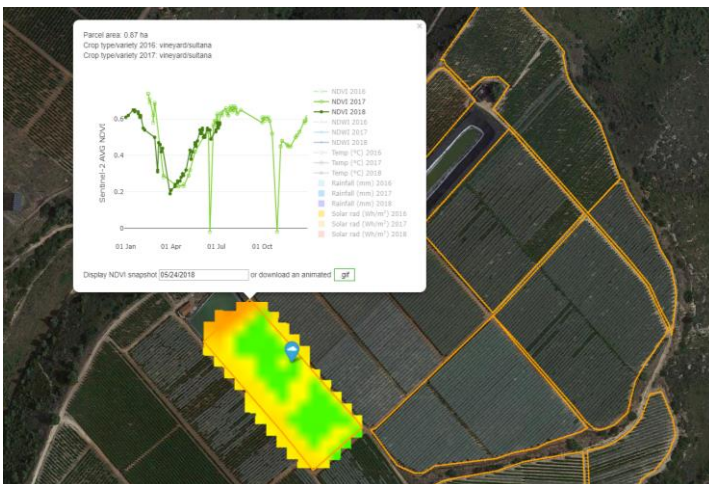 Parcel area: 0.87 ha
Crop type/variety 2016: vineyard/sultana
Crop type/variety 2017: vineyard/sultana
×
Sentinel-2 AVG NDVI
0.6
0.4
0.2
0
01 Jan
01 Apr
01 Jul
01 Oct
NDVI 2016
NDVI 2017
NDVI 2018
NDWI 2016
NDWI 2017
NDWI 2018
Temp (°C) 2016
Temp (°C) 2017
Temp (°C) 2018
Rainfall (mm) 2016
Rainfall (mm) 2017
Rainfall (mm) 2018
Solar rad (Wh/m²) 2016
Solar rad (Wh/m²) 2017
Solar rad (Wh/m²) 2018
Display NDVI snapshot 05/24/2018 or download an animated gif